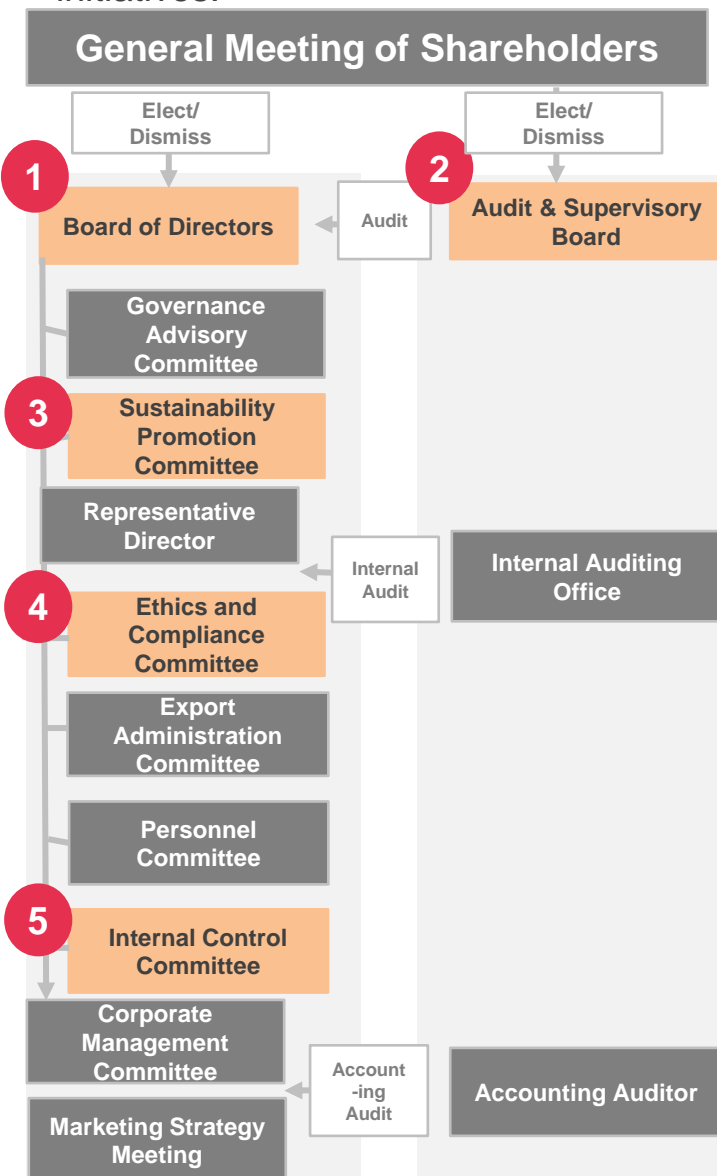 General Meeting of Shareholders
Elect/
Dismiss
Elect/
Dismiss
1
2
Board of Directors
Audit
Audit & Supervisory
Board
Governance
Advisory
Committee
3
Sustainability
Promotion
Committee
Representative
Director
Internal
Audit
Internal Auditing
Office
4
Ethics and
Compliance
Committee
Export
Administration
Committee
Personnel
Committee
5
Internal Control
Committee
Corporate
Management
Committee
Account
-ing
Audit
Accounting Auditor
Marketing Strategy
Meeting